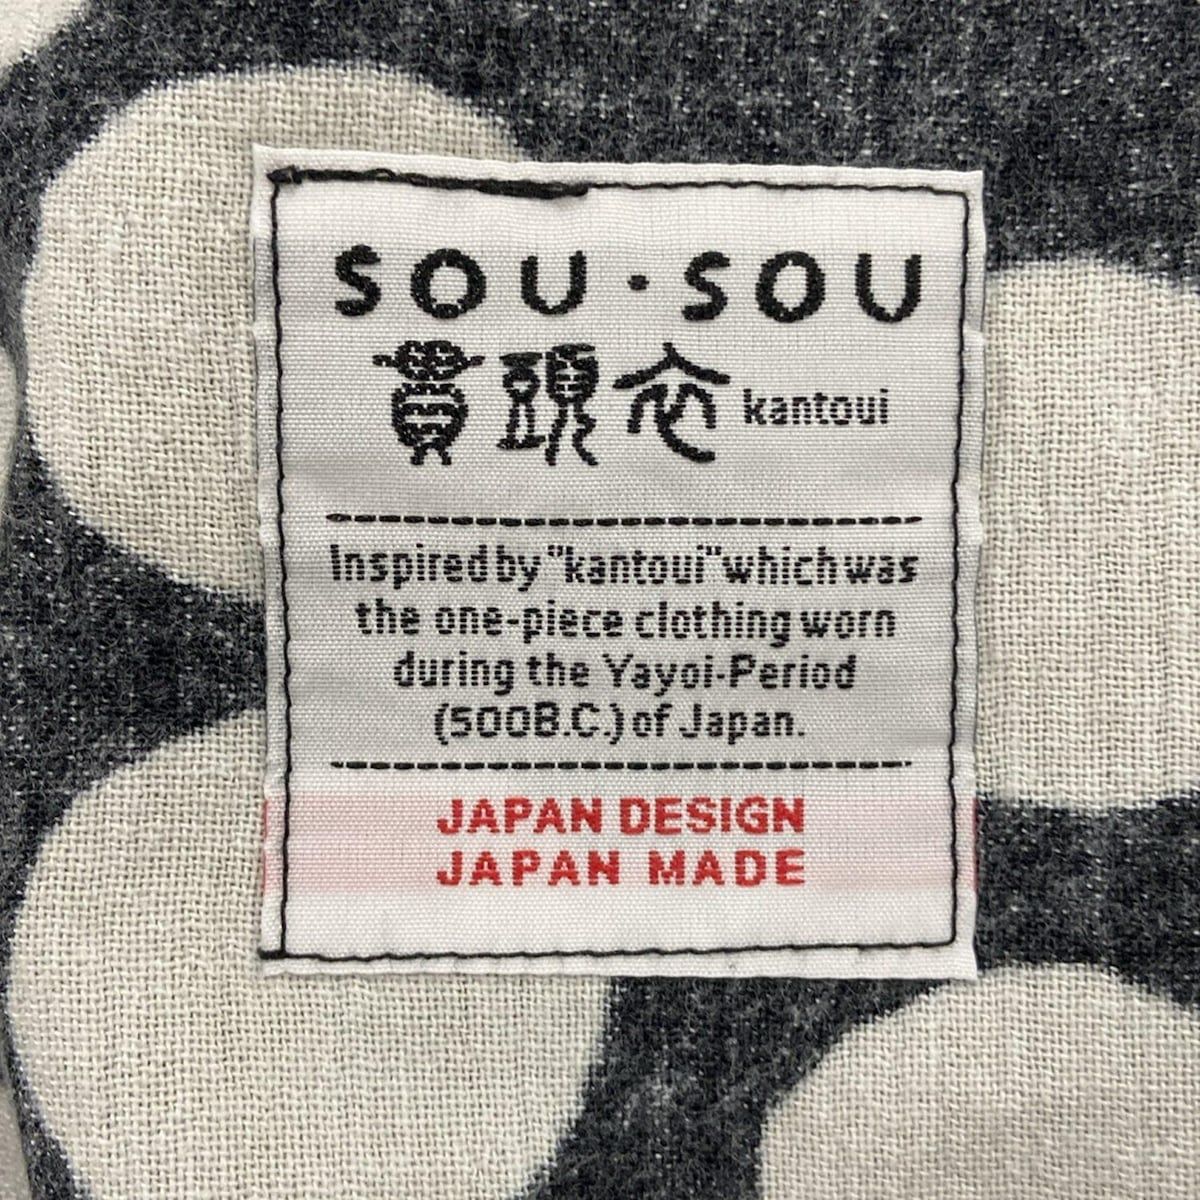 SOU・SOU
貫頭衣 kantoui
Inspired by "kantoui" which was
the one-piece clothing worn
during the Yayoi-Period
(500B.C.) of Japan.
JAPAN DESIGN
JAPAN MADE